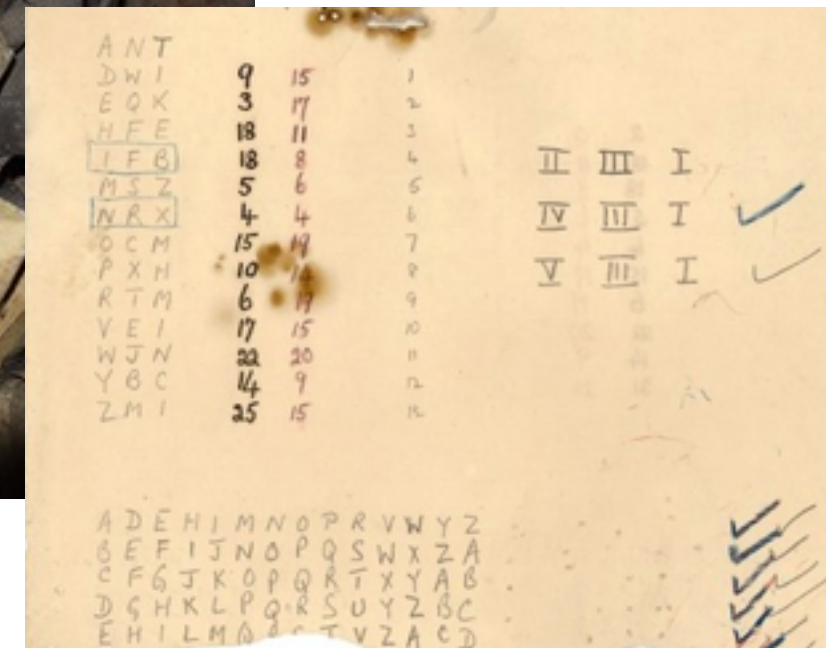 A N T
D W I 9 15 1
E Q K 3 17 2
H F E 18 11 3
I F B 18 8 4 II III I
M S Z 5 6 5
N R X 4 4 6 IV III I
O C M 15 19 7
P X H 10 8 V III I
R T M 6 19 9
V E I 17 15 10
W J N 22 20 11
Y B C 14 9 12
Z M I 25 15
A D E H I M N O P R V W Y Z
B E F I J N O P Q S W X Z A
C F G J K O P Q R T X Y A B
D G H K L P Q R S U Y Z B C
E H I L M Q T V Z A C D